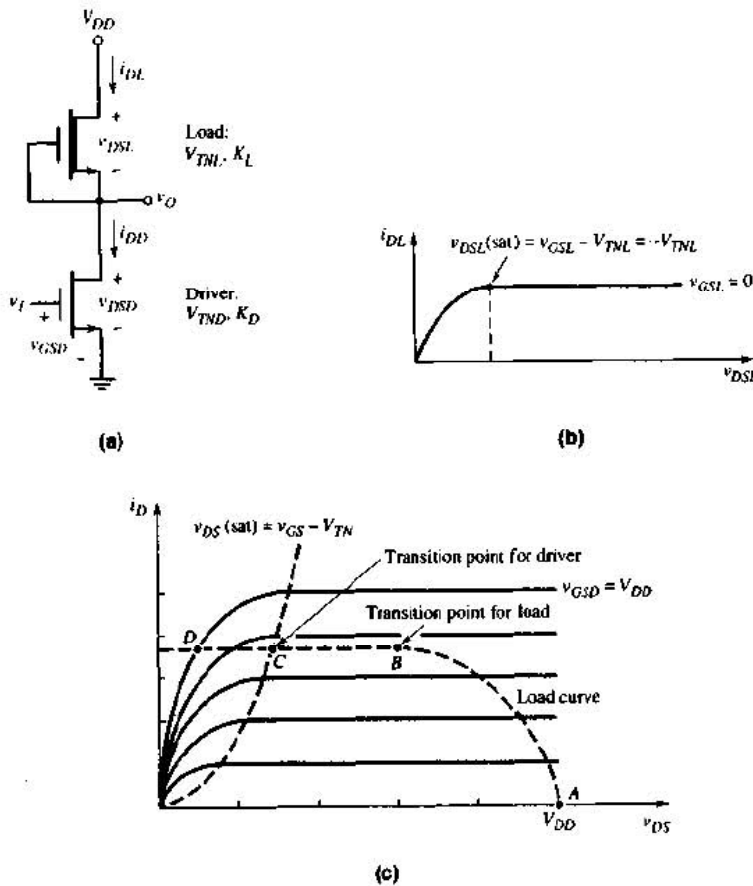 V_DD
i_DL
+
v_DSL
-
Load:
V_TNL, K_L
v_O
i_DD
+
v_DSD
-
Driver:
V_TND, K_D
v_I
+
v_GSD
-
(a)
i_DL
v_DSL(sat) = v_GSL - V_TNL = -V_TNL
v_GSL = 0
v_DSL
(b)
i_D
v_DS(sat) = v_GS - V_TN
Transition point for driver
v_GSD = V_DD
Transition point for load
D
C
B
Load curve
A
V_DD
v_DS
(c)